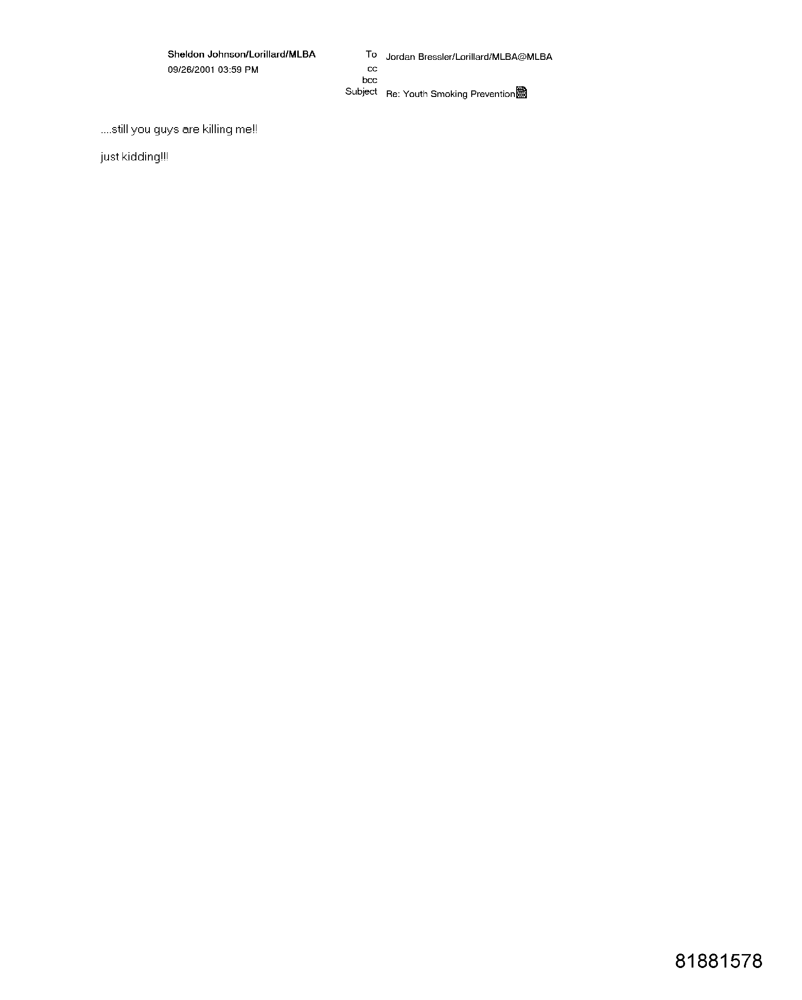 Sheldon Johnson/Lorillard/MLBA
09/26/2001 03:59 PM
To Jordan Bressler/Lorillard/MLBA@MLBA
cc
bcc
Subject Re: Youth Smoking Prevention
....still you guys are killing me!!
just kidding!!!
81881578